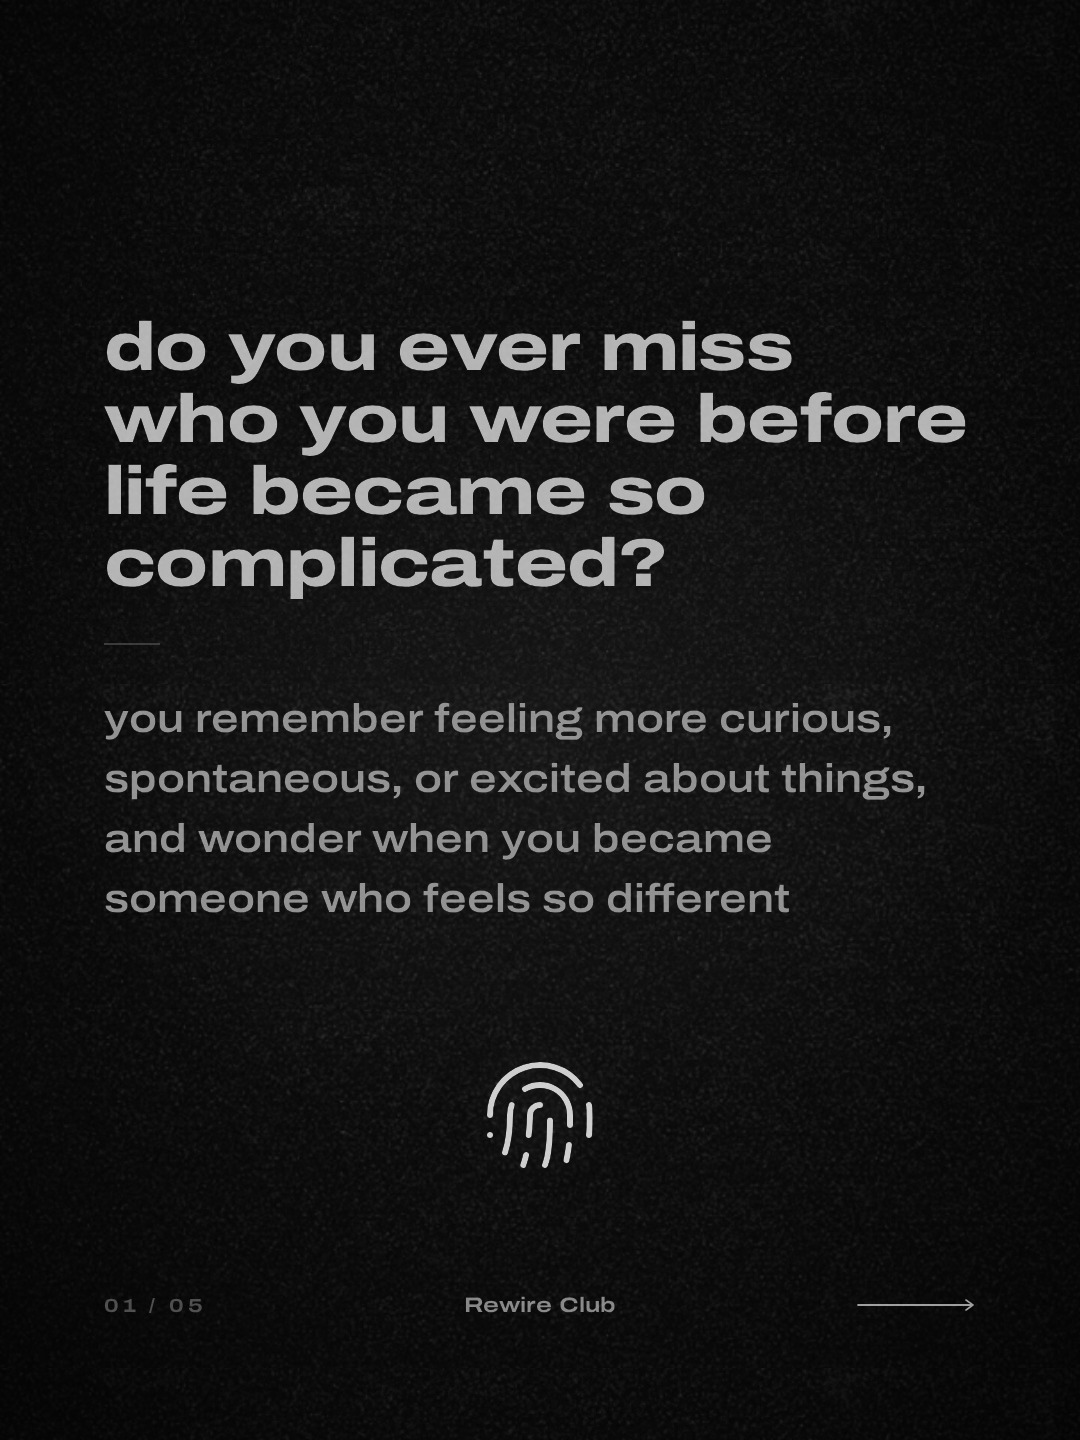 do you ever miss
who you were before
life became so
complicated?
you remember feeling more curious,
spontaneous, or excited about things,
and wonder when you became
someone who feels so different
01 / 05
Rewire Club